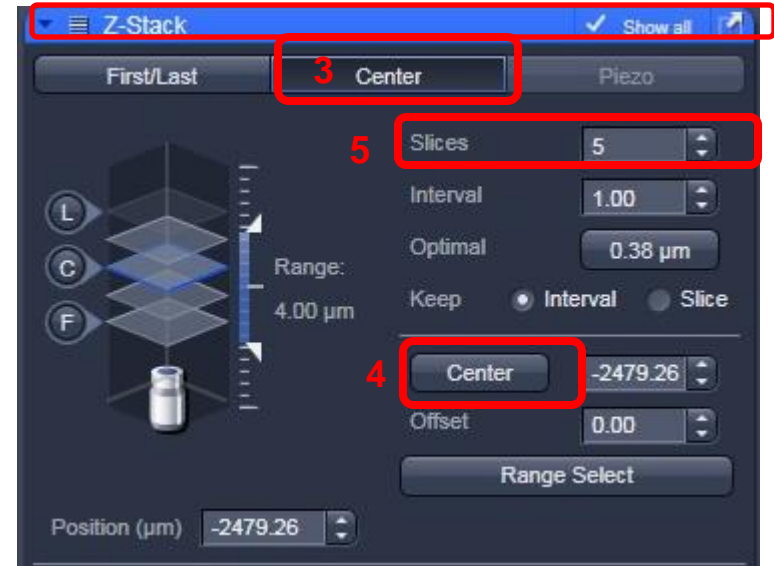 Z-Stack ✓ Show all
First/Last 3 Center Piezo
5 Slices 5
Interval 1.00
Optimal 0.38 µm
Keep Interval Slice
L
C
F
Range:
4.00 µm
4 Center -2479.26
Offset 0.00
Range Select
Position (µm) -2479.26